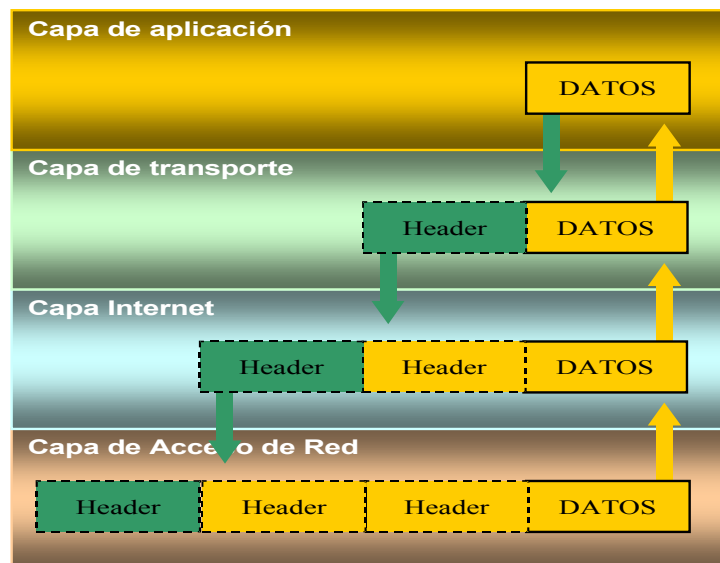 Capa de aplicación
DATOS
Capa de transporte
Header DATOS
Capa Internet
Header Header DATOS
Capa de Acceso de Red
Header Header Header DATOS